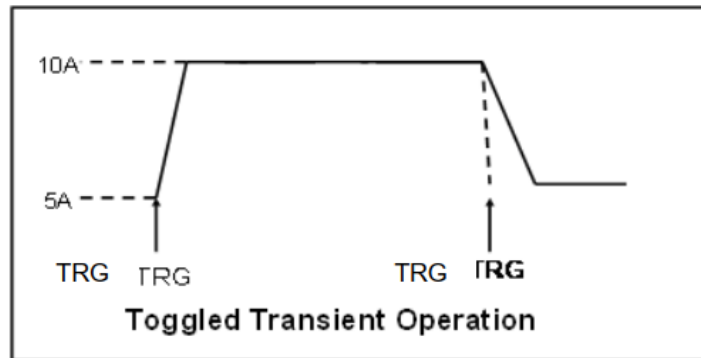 10A
5A
TRG TRG TRG TRG
Toggled Transient Operation